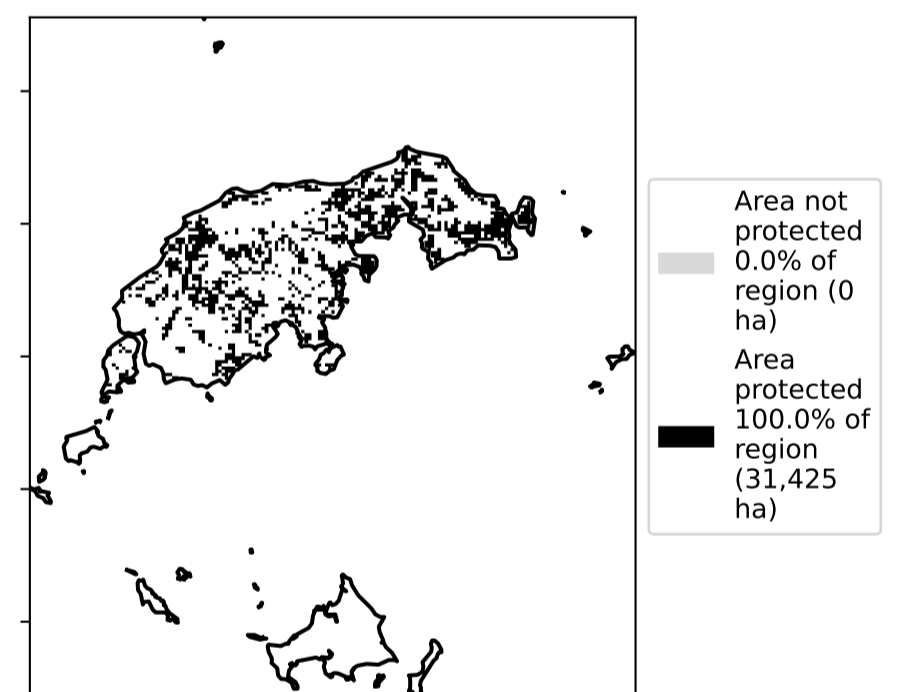 Area not
protected
0.0% of
region (0
ha)
Area
protected
100.0% of
region
(31,425
ha)